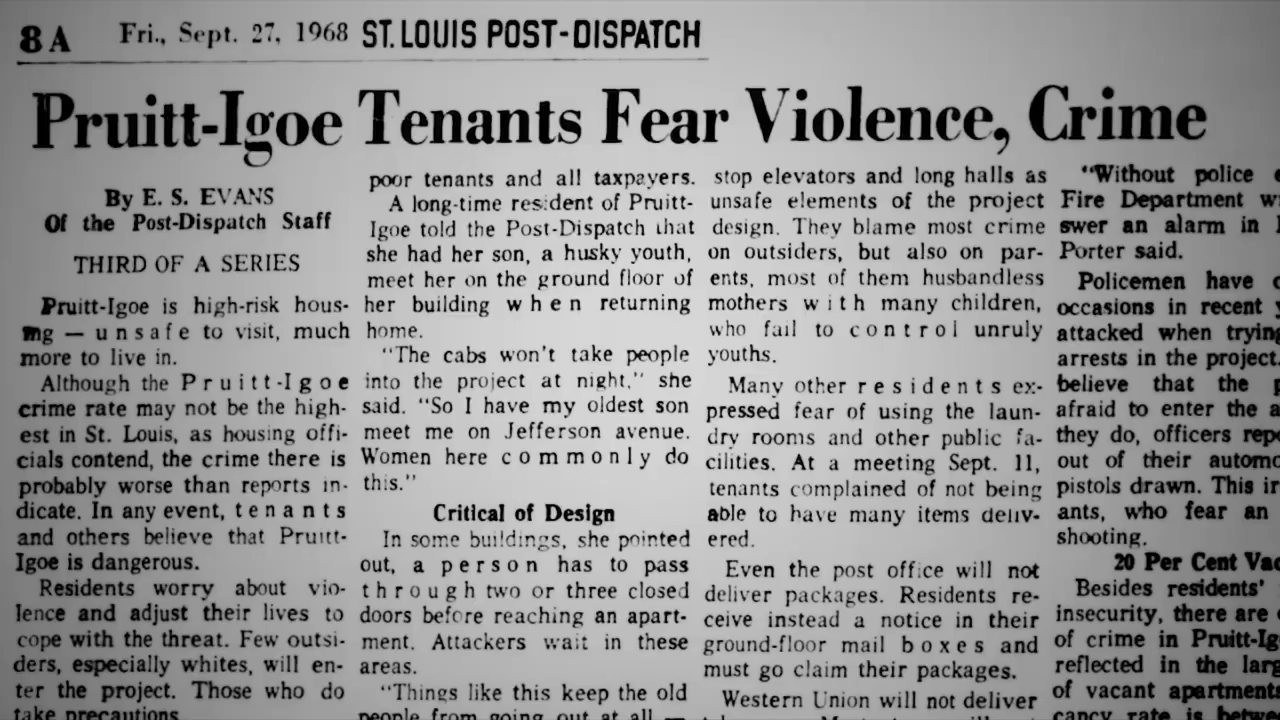 8A Fri., Sept. 27, 1968 ST. LOUIS POST-DISPATCH
Pruitt-Igoe Tenants Fear Violence, Crime
By E. S. EVANS
Of the Post-Dispatch Staff
THIRD OF A SERIES
Pruitt-Igoe is high-risk hous-
ing — unsafe to visit, much
more to live in.
Although the Pruitt-Igoe
crime rate may not be the high-
est in St. Louis, as housing offi-
cials contend, the crime there is
probably worse than reports in-
dicate. In any event, tenants
and others believe that Pruitt-
Igoe is dangerous.
Residents worry about vio-
lence and adjust their lives to
cope with the threat. Few outsi-
ders, especially whites, will en-
ter the project. Those who do
take precautions
poor tenants and all taxpayers.
A long-time resident of Pruitt-
Igoe told the Post-Dispatch that
she had her son, a husky youth,
meet her on the ground floor of
her building when returning
home.
"The cabs won't take people
into the project at night," she
said. "So I have my oldest son
meet me on Jefferson avenue.
Women here commonly do
this."
Critical of Design
In some buildings, she pointed
out, a person has to pass
through two or three closed
doors before reaching an apart-
ment. Attackers wait in these
areas.
"Things like this keep the old
people from going out at all —
stop elevators and long halls as
unsafe elements of the project
design. They blame most crime
on outsiders, but also on par-
ents, most of them husbandless
mothers with many children,
who fail to control unruly
youths.
Many other residents ex-
pressed fear of using the laun-
dry rooms and other public fa-
cilities. At a meeting Sept. 11,
tenants complained of not being
able to have many items deliv-
ered.
Even the post office will not
deliver packages. Residents re-
ceive instead a notice in their
ground-floor mail boxes and
must go claim their packages.
Western Union will not deliver
"Without police
Fire Department
swer an alarm in
Porter said.
Policemen have
occasions in recent
attacked when trying
arrests in the project.
believe that the
afraid to enter the
they do, officers
out of their
pistols drawn. This
ants, who fear an
shooting.
20 Per Cent
Besides residents'
insecurity, there are
of crime in
reflected in the
of vacant apartments
cancy rate is